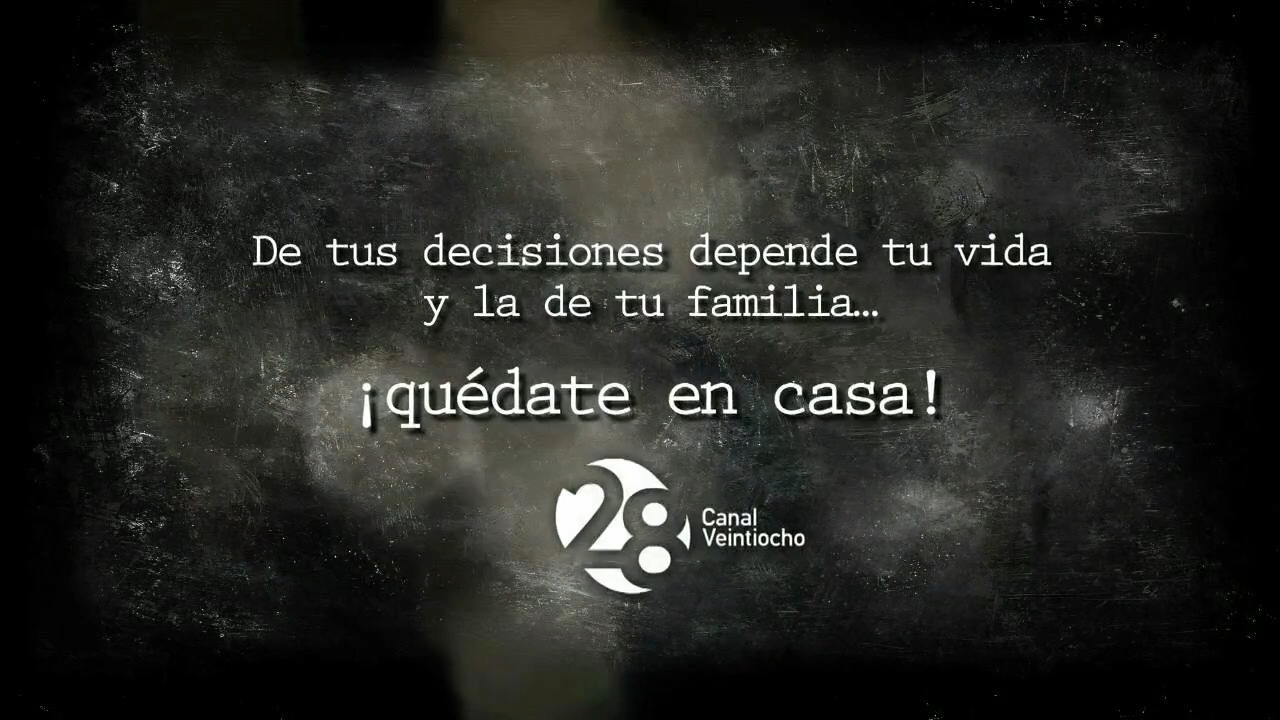 De tus decisiones depende tu vida
y la de tu familia...
¡quédate en casa!
28
Canal
Veintiocho